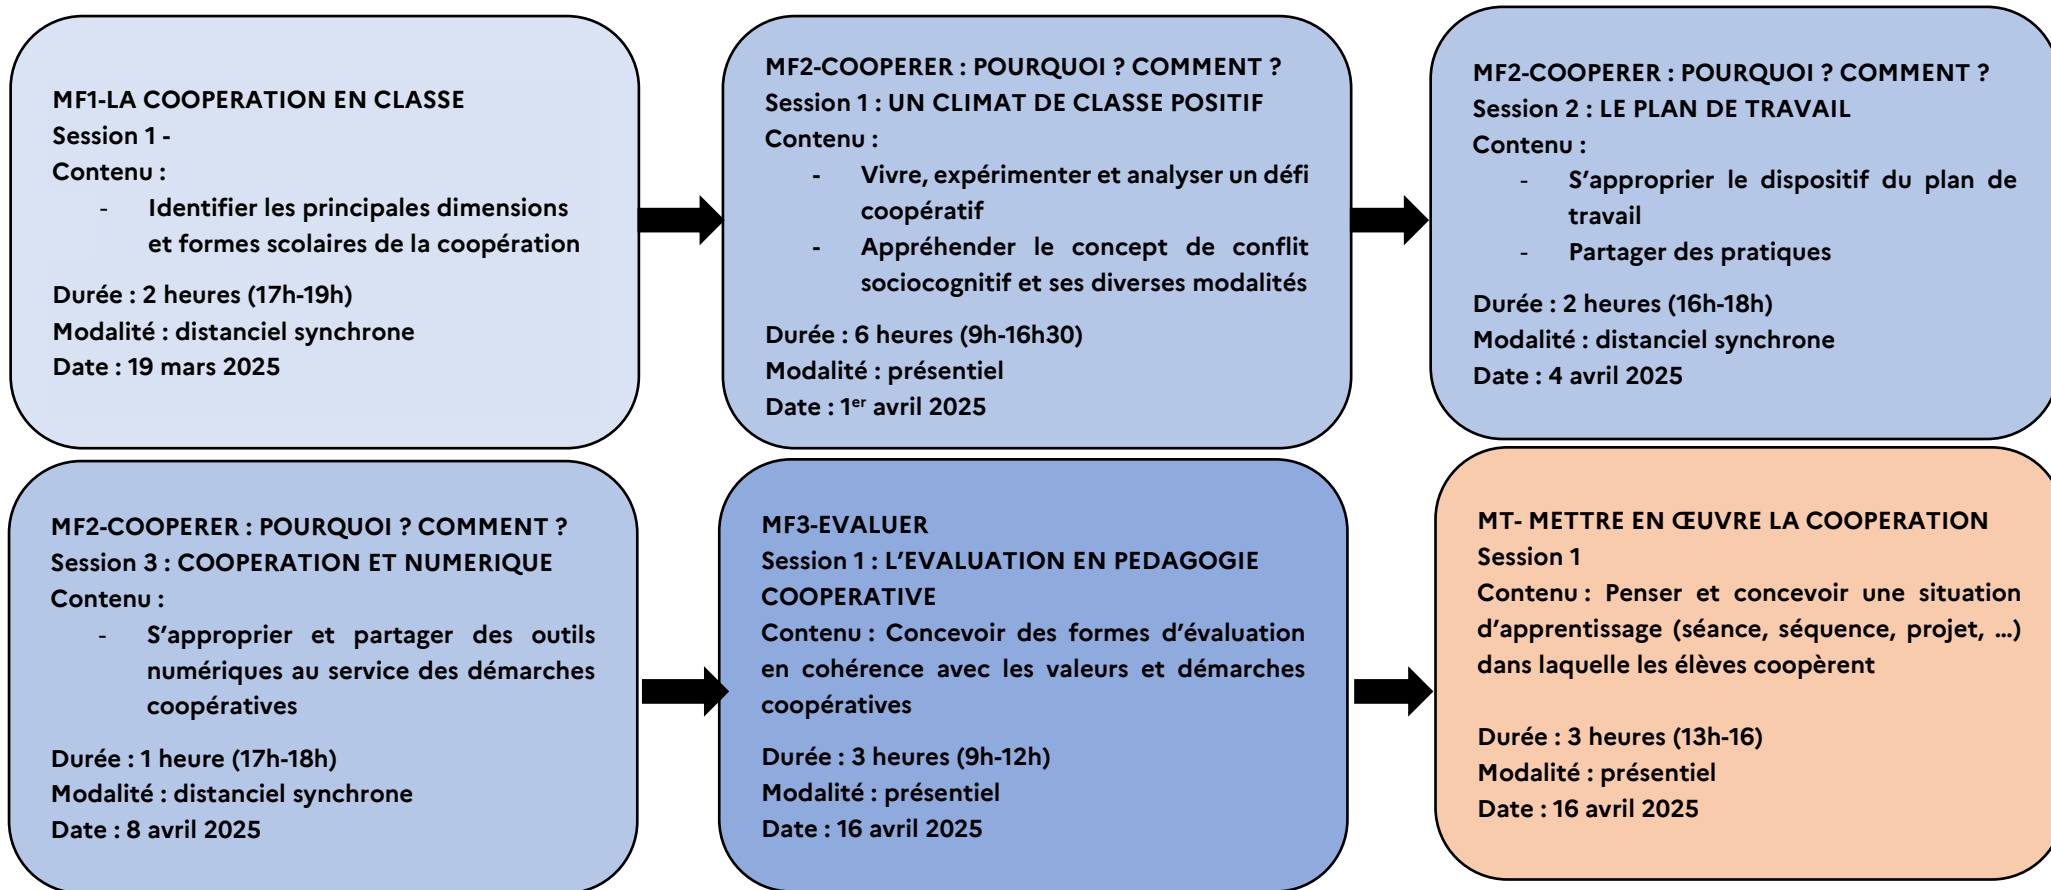 MF1-LA COOPERATION EN CLASSE
Session 1 -
Contenu :
- Identifier les principales dimensions
et formes scolaires de la coopération
Durée : 2 heures (17h-19h)
Modalité : distanciel synchrone
Date : 19 mars 2025
MF2-COOPERER : POURQUOI ? COMMENT ?
Session 1 : UN CLIMAT DE CLASSE POSITIF
Contenu :
- Vivre, expérimenter et analyser un défi
coopératif
- Appréhender le concept de conflit
sociocognitif et ses diverses modalités
Durée : 6 heures (9h-16h30)
Modalité : présentiel
Date : 1er avril 2025
MF2-COOPERER : POURQUOI ? COMMENT ?
Session 2 : LE PLAN DE TRAVAIL
Contenu :
- S’approprier le dispositif du plan de
travail
- Partager des pratiques
Durée : 2 heures (16h-18h)
Modalité : distanciel synchrone
Date : 4 avril 2025
MF2-COOPERER : POURQUOI ? COMMENT ?
Session 3 : COOPERATION ET NUMERIQUE
Contenu :
- S’approprier et partager des outils
numériques au service des démarches
coopératives
Durée : 1 heure (17h-18h)
Modalité : distanciel synchrone
Date : 8 avril 2025
MF3-EVALUER
Session 1 : L’EVALUATION EN PEDAGOGIE
COOPERATIVE
Contenu : Concevoir des formes d’évaluation
en cohérence avec les valeurs et démarches
coopératives
Durée : 3 heures (9h-12h)
Modalité : présentiel
Date : 16 avril 2025
MT- METTRE EN ŒUVRE LA COOPERATION
Session 1
Contenu : Penser et concevoir une situation
d’apprentissage (séance, séquence, projet, …)
dans laquelle les élèves coopèrent
Durée : 3 heures (13h-16)
Modalité : présentiel
Date : 16 avril 2025